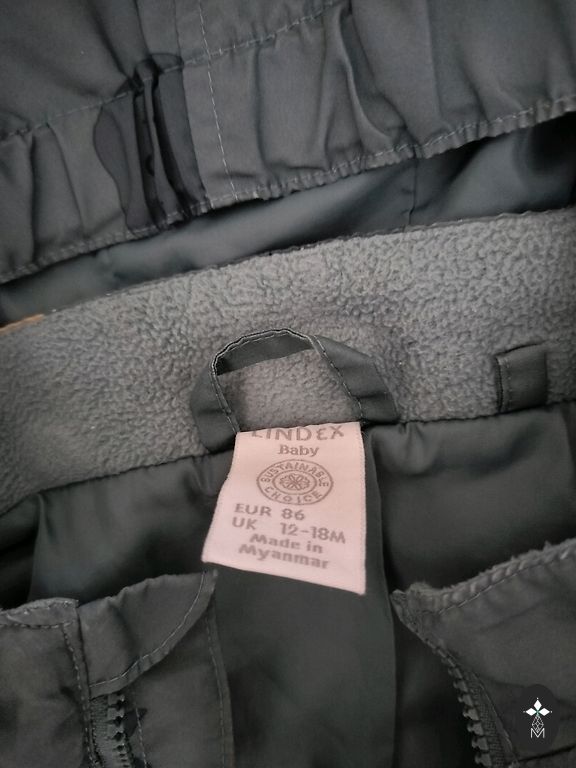 LINDEX
Baby
SUSTAINABLE
CHOICE
EUR 86
UK 12-18M
Made in
Myanmar
M